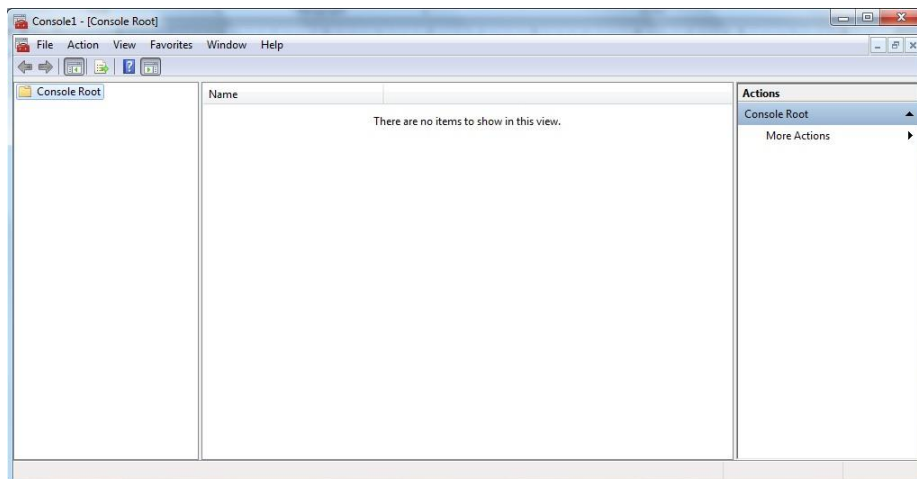 Console1 - [Console Root]
File Action View Favorites Window Help
Console Root
Name
There are no items to show in this view.
Actions
Console Root
More Actions